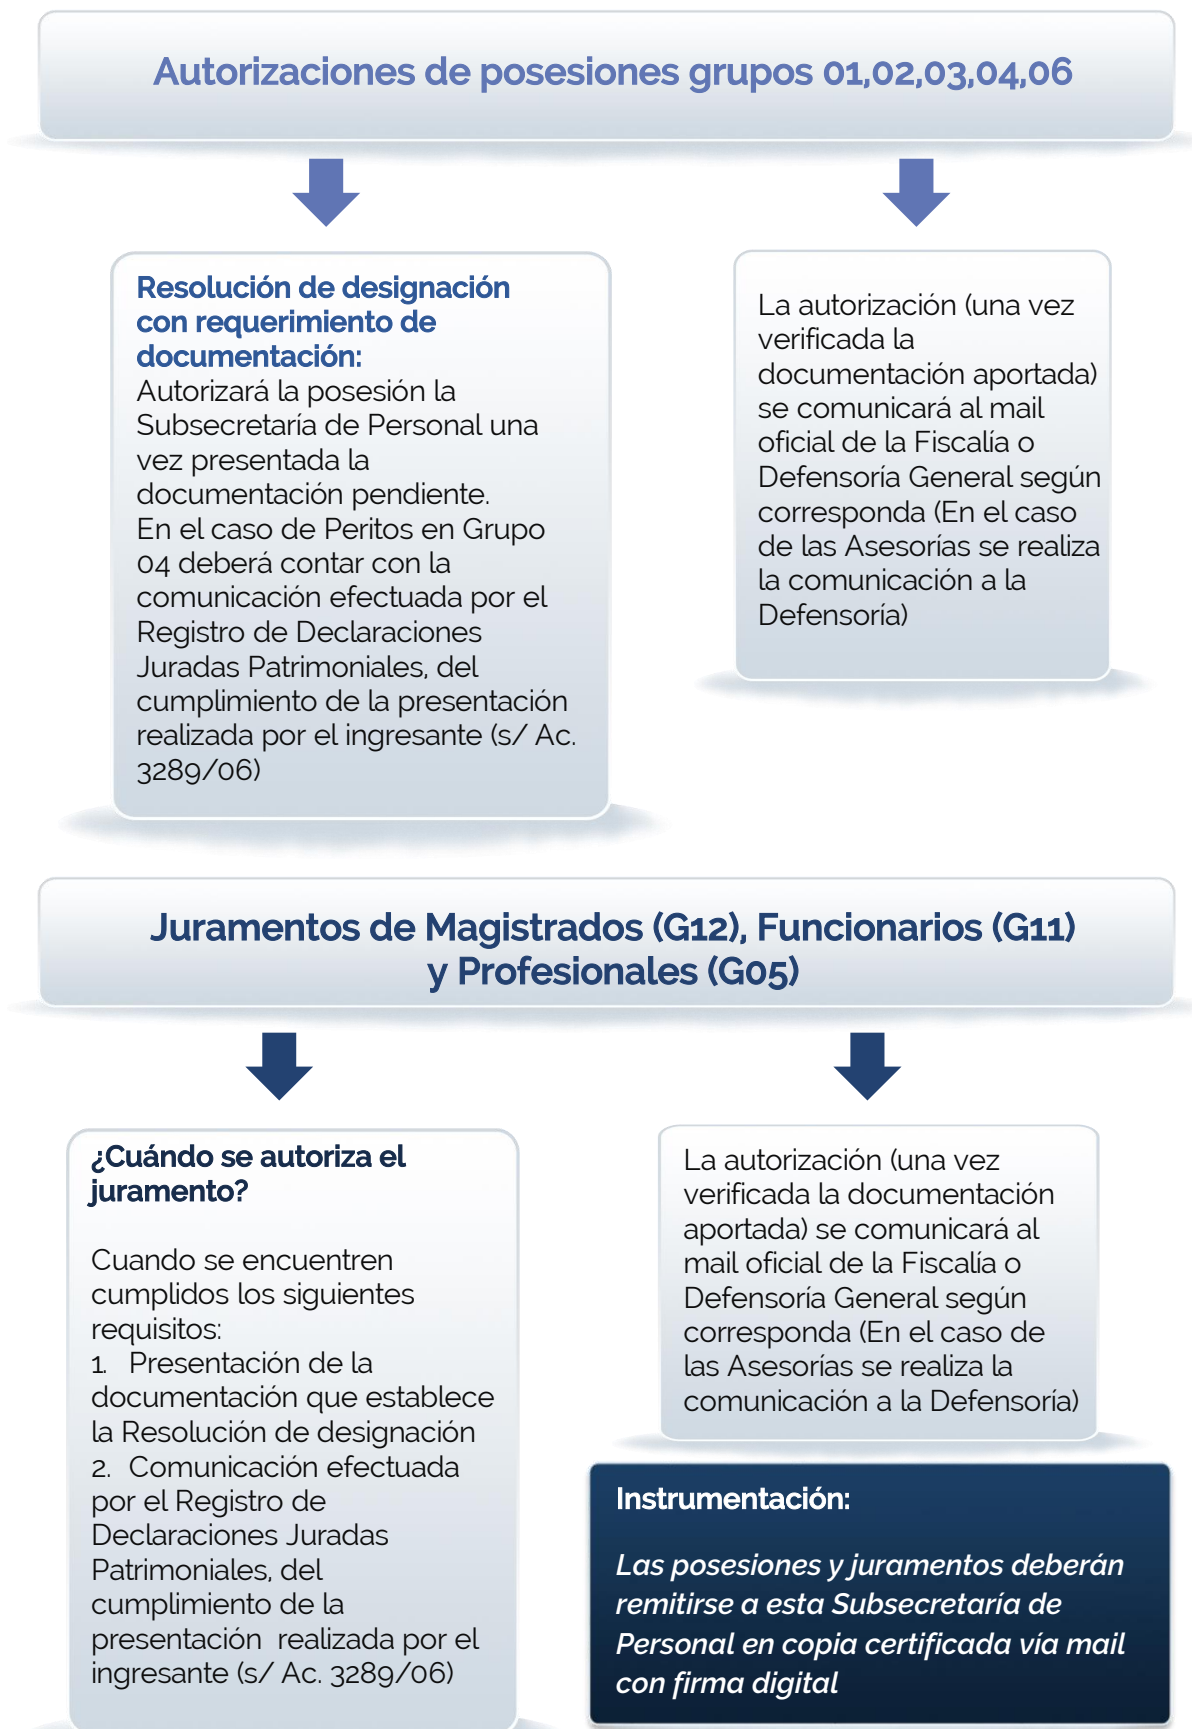 Autorizaciones de posesiones grupos 01,02,03,04,06
Resolución de designación
con requerimiento de
documentación:
Autorizará la posesión la
Subsecretaría de Personal una
vez presentada la
documentación pendiente.
En el caso de Peritos en Grupo
04 deberá contar con la
comunicación efectuada por el
Registro de Declaraciones
Juradas Patrimoniales, del
cumplimiento de la presentación
realizada por el ingresante (s/ Ac.
3289/06)
La autorización (una vez
verificada la
documentación aportada)
se comunicará al mail
oficial de la Fiscalía o
Defensoría General según
corresponda (En el caso
de las Asesorías se realiza
la comunicación a la
Defensoría)
Juramentos de Magistrados (G12), Funcionarios (G11)
y Profesionales (G05)
¿Cuándo se autoriza el
juramento?
Cuando se encuentren
cumplidos los siguientes
requisitos:
1. Presentación de la
documentación que establece
la Resolución de designación
2. Comunicación efectuada
por el Registro de
Declaraciones Juradas
Patrimoniales, del
cumplimiento de la
presentación realizada por el
ingresante (s/ Ac. 3289/06)
La autorización (una vez
verificada la documentación
aportada) se comunicará al
mail oficial de la Fiscalía o
Defensoría General según
corresponda (En el caso de
las Asesorías se realiza la
comunicación a la Defensoría)
Instrumentación:
Las posesiones y juramentos deberán
remitirse a esta Subsecretaría de
Personal en copia certificada vía mail
con firma digital